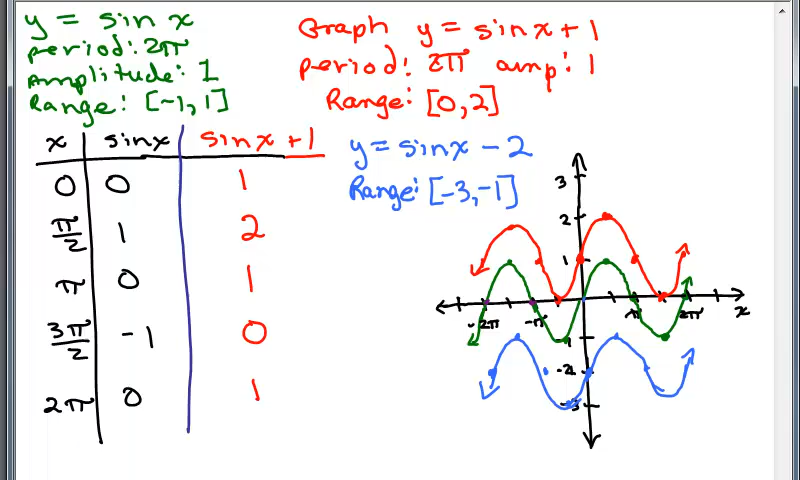 y = sin x
period: 2π
Amplitude: 1
Range: [-1, 1]
Graph y = sin x + 1
period: 2π amp: 1
Range: [0, 2]
x sin x sin x + 1
0 0 1
π/2 1 2
π 0 1
3π/2 -1 0
2π 0 1
y = sin x - 2
Range: [-3, -1]
3
2
1
-2π -π π 2π x
-1
-2
-3